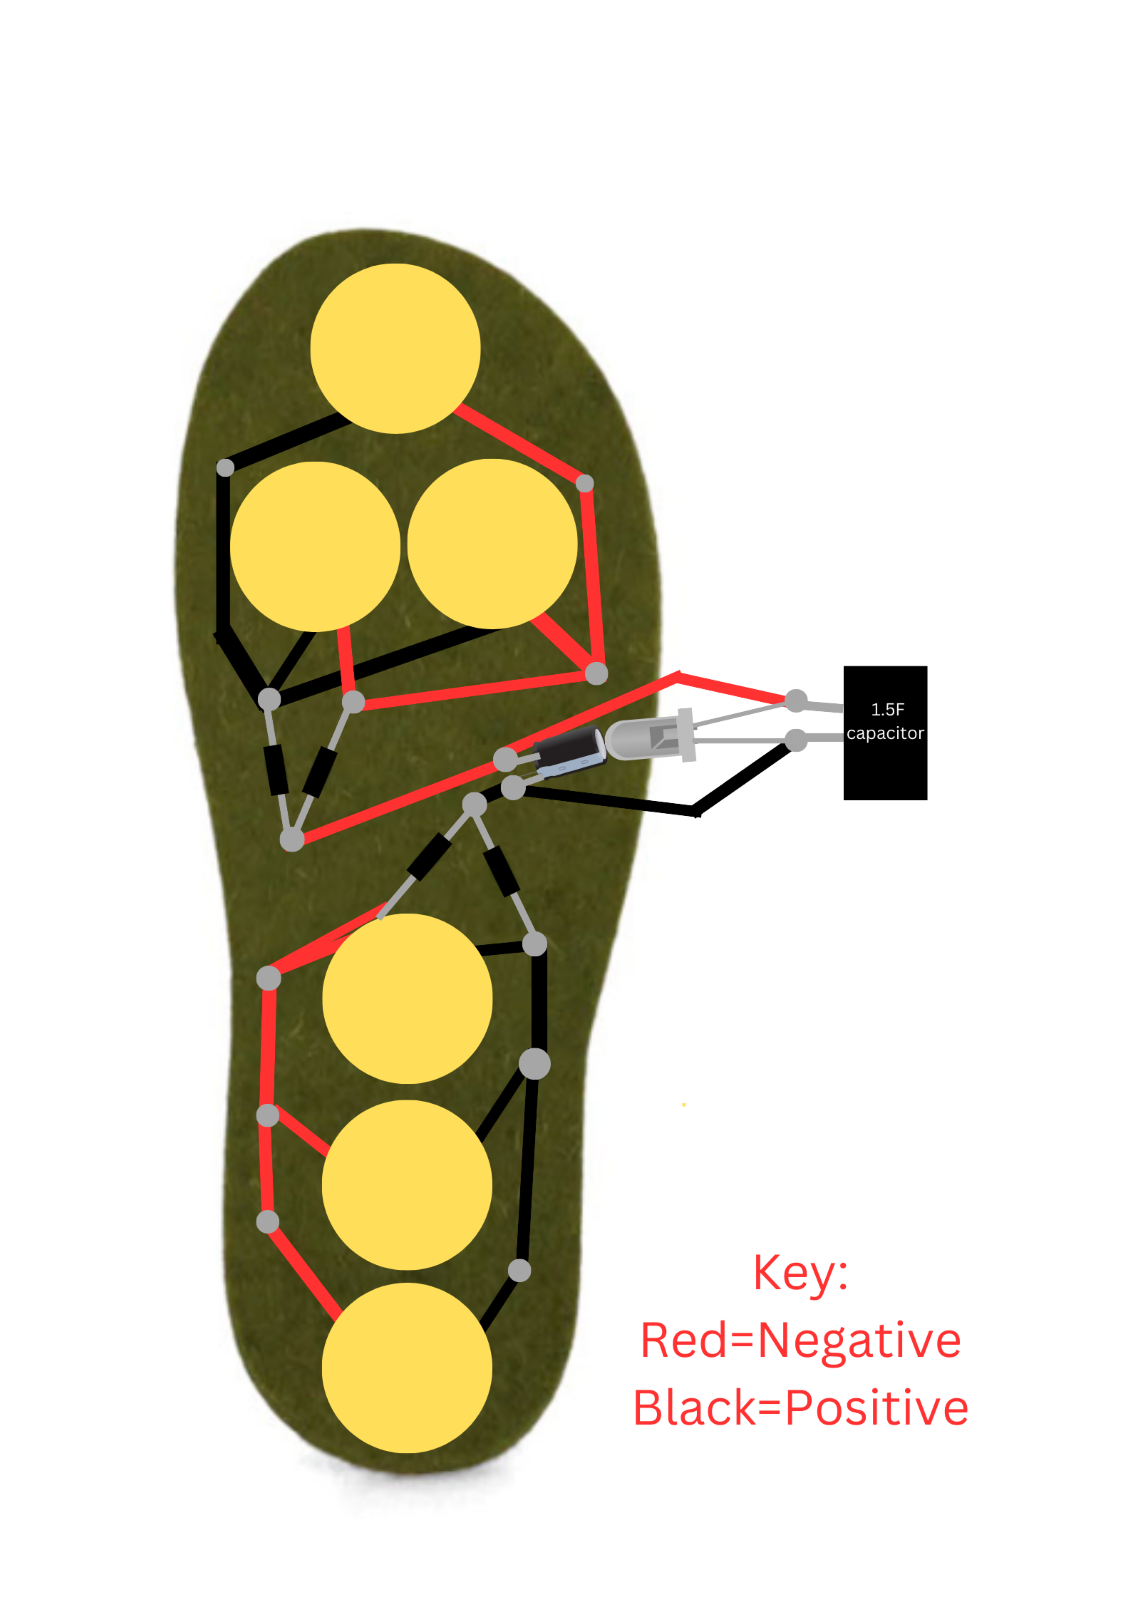 1.5F
capacitor
Key:
Red=Negative
Black=Positive